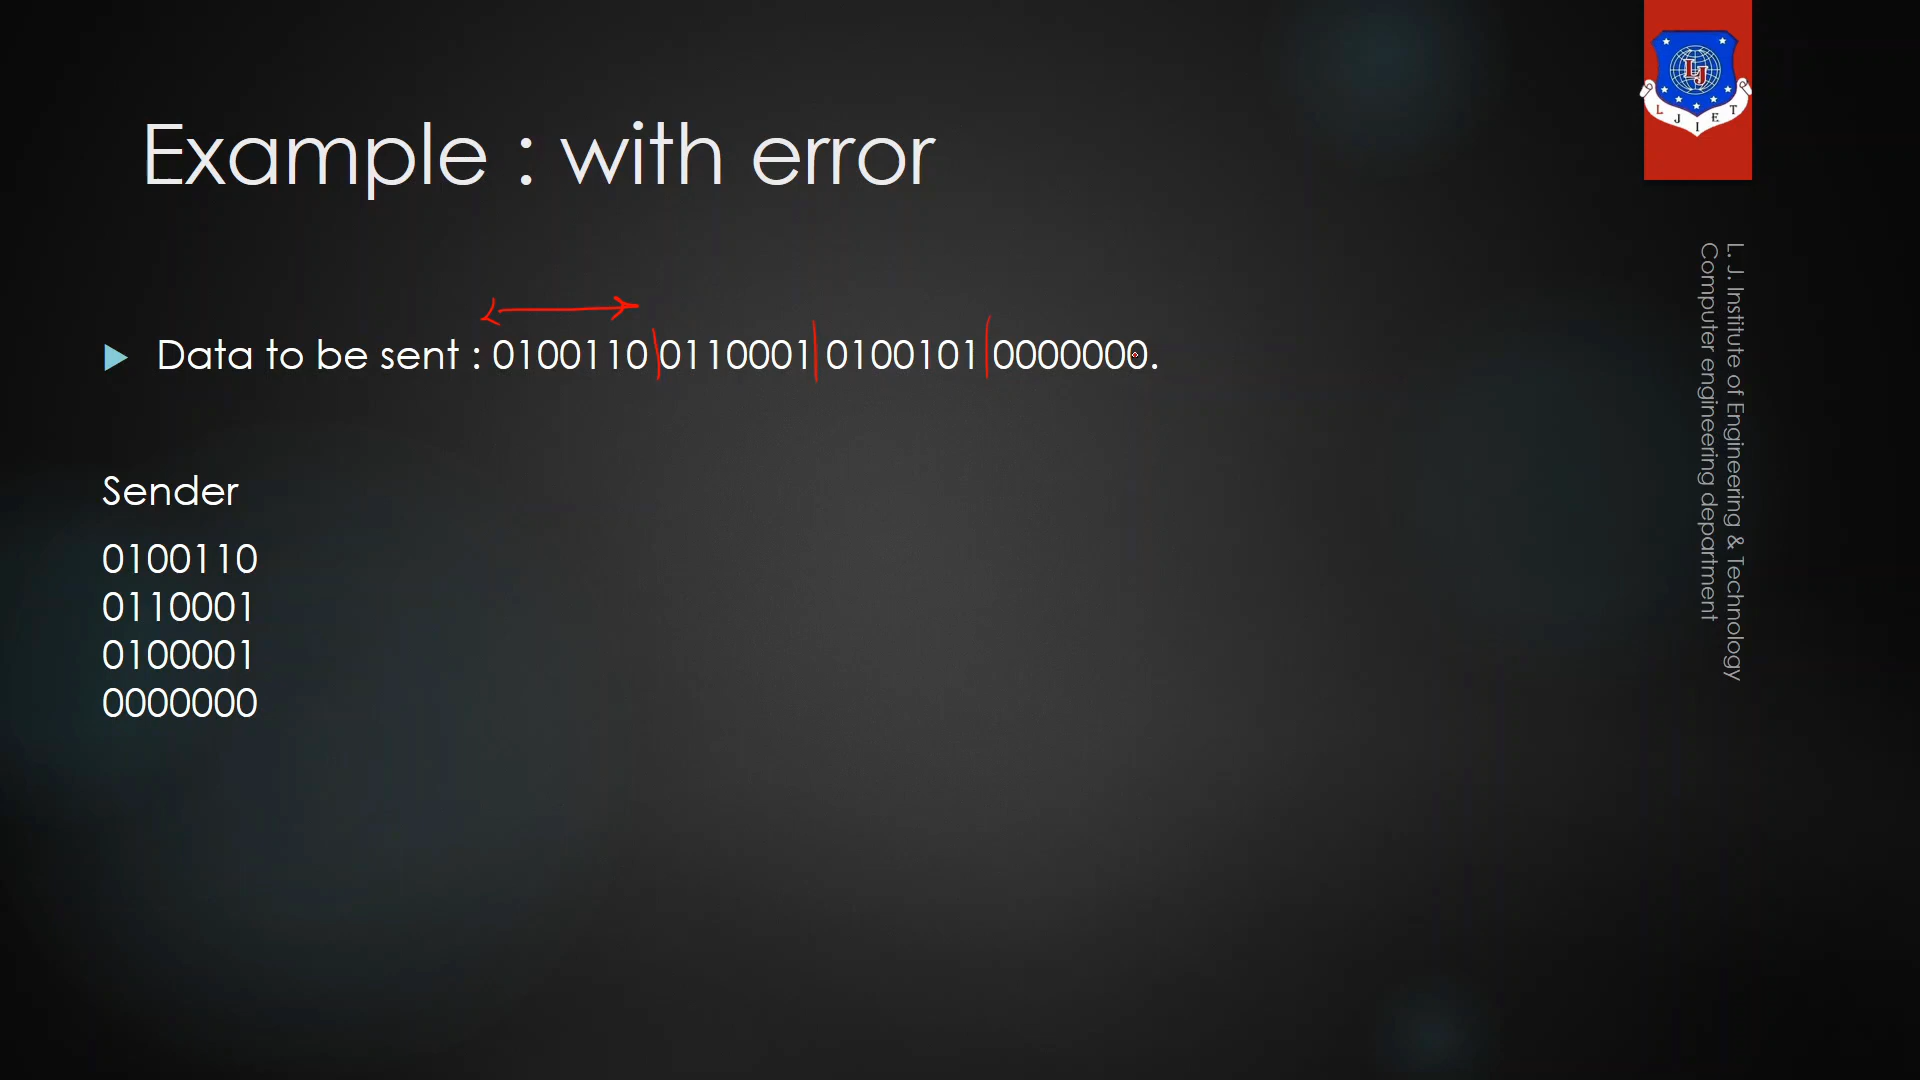 Example : with error
Data to be sent : 0100110 0110001 0100101 0000000.
Sender
0100110
0110001
0100001
0000000
LJ
L J I E T
L. J. Institute of Engineering & Technology
Computer engineering department